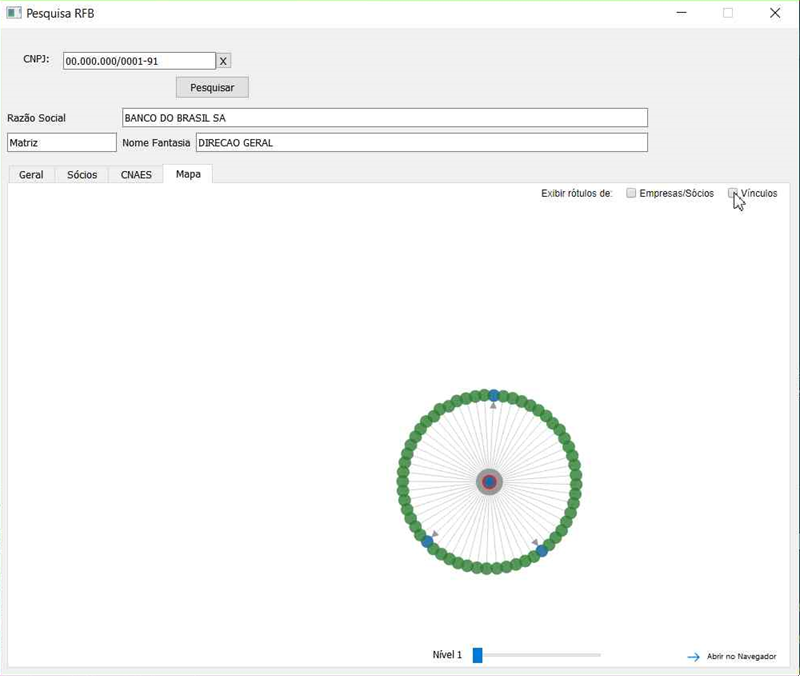 Pesquisa RFB
CNPJ: 00.000.000/0001-91 X
Pesquisar
Razão Social BANCO DO BRASIL SA
Matriz Nome Fantasia DIRECAO GERAL
Geral Sócios CNAES Mapa
Exibir rótulos de: Empresas/Sócios Vínculos
Nível 1
Abrir no Navegador